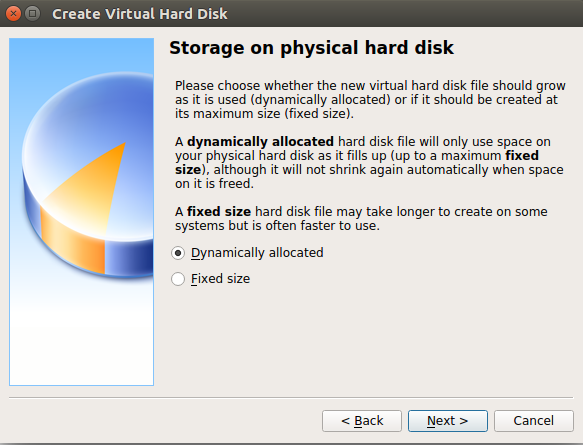 Create Virtual Hard Disk
Storage on physical hard disk
Please choose whether the new virtual hard disk file should grow
as it is used (dynamically allocated) or if it should be created at
its maximum size (fixed size).
A dynamically allocated hard disk file will only use space on
your physical hard disk as it fills up (up to a maximum fixed
size), although it will not shrink again automatically when space
on it is freed.
A fixed size hard disk file may take longer to create on some
systems but is often faster to use.
Dynamically allocated
Fixed size
< Back
Next >
Cancel